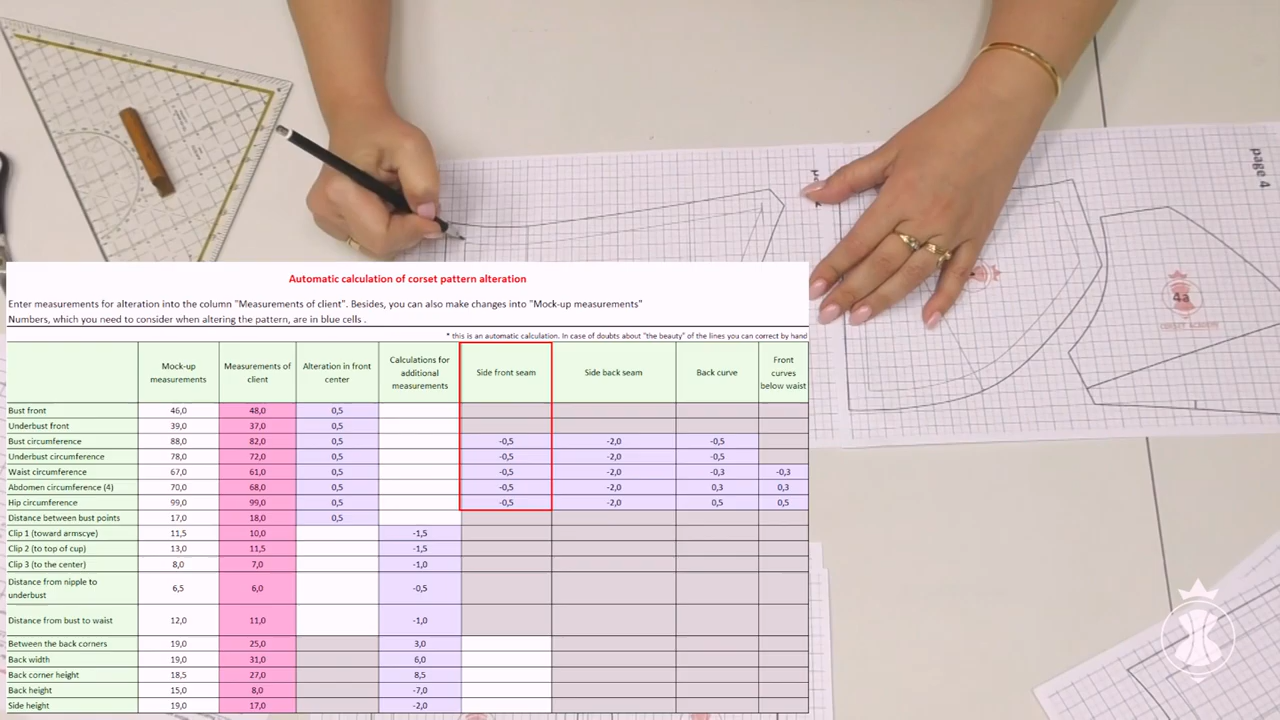 page 4
4a
CORSET ACADEMY
Automatic calculation of corset pattern alteration
Enter measurements for alteration into the column "Measurements of client". Besides, you can also make changes into "Mock-up measurements"
Numbers, which you need to consider when altering the pattern, are in blue cells .
* this is an automatic calculation. In case of doubts about "the beauty" of the lines you can correct by hand
Mock-up measurements Measurements of client Alteration in front center Calculations for additional measurements Side front seam Side back seam Back curve Front curves below waist
Bust front 46,0 48,0 0,5
Underbust front 39,0 37,0 0,5
Bust circumference 88,0 82,0 0,5 -0,5 -2,0 -0,5
Underbust circumference 78,0 72,0 0,5 -0,5 -2,0 -0,5
Waist circumference 67,0 61,0 0,5 -0,5 -2,0 -0,3 -0,3
Abdomen circumference (4) 70,0 68,0 0,5 -0,5 -2,0 0,3 0,3
Hip circumference 99,0 99,0 0,5 -0,5 -2,0 0,5 0,5
Distance between bust points 17,0 18,0 0,5
Clip 1 (toward armscye) 11,5 10,0 -1,5
Clip 2 (to top of cup) 13,0 11,5 -1,5
Clip 3 (to the center) 8,0 7,0 -1,0
Distance from nipple to underbust 6,5 6,0 -0,5
Distance from bust to waist 12,0 11,0 -1,0
Between the back corners 19,0 25,0 3,0
Back width 19,0 31,0 6,0
Back corner height 18,5 27,0 8,5
Back height 15,0 8,0 -7,0
Side height 19,0 17,0 -2,0